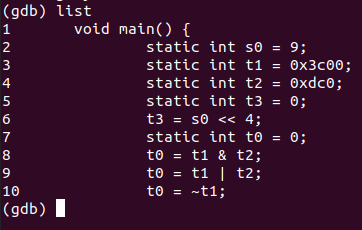 (gdb) list
1 void main() {
2 static int s0 = 9;
3 static int t1 = 0x3c00;
4 static int t2 = 0xdc0;
5 static int t3 = 0;
6 t3 = s0 << 4;
7 static int t0 = 0;
8 t0 = t1 & t2;
9 t0 = t1 | t2;
10 t0 = ~t1;
(gdb)